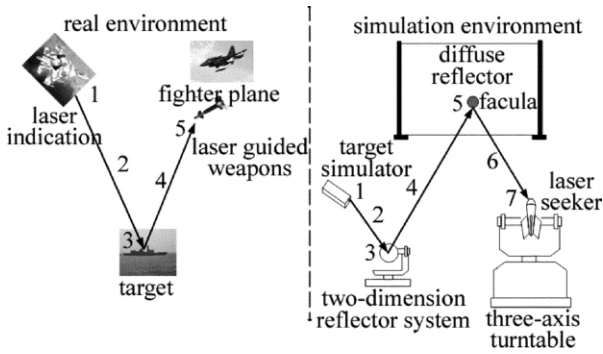 real environment
fighter plane
laser
indication
laser guided
weapons
target
1
2
3
4
5
simulation environment
diffuse
reflector
facula
target
simulator
laser
seeker
two-dimension
reflector system
three-axis
turntable
1
2
3
4
5
6
7